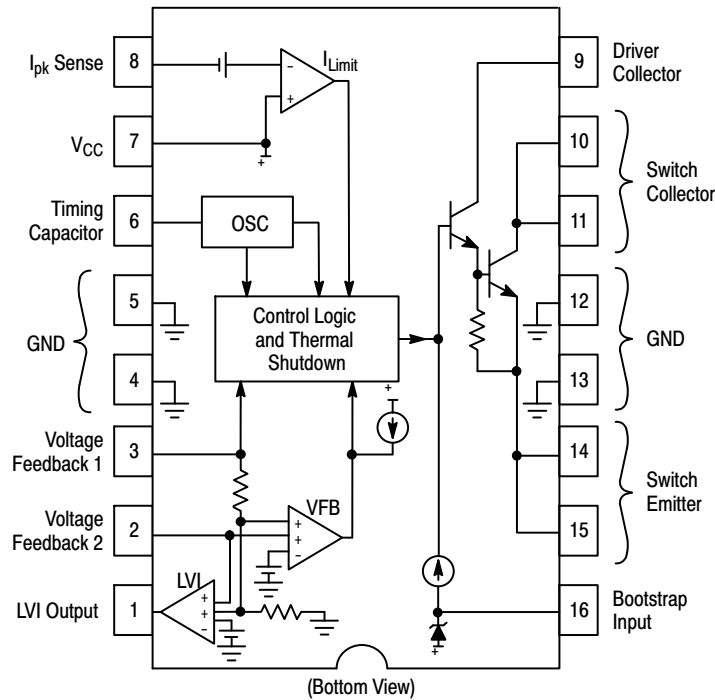 I_pk Sense
8
V_CC
7
Timing
Capacitor
6
GND
5
4
Voltage
Feedback 1
3
Voltage
Feedback 2
2
LVI Output
1
−
+
I_Limit
+
OSC
Control Logic
and Thermal
Shutdown
+
VFB
+
+
−
LVI
+
+
−
+
9
Driver
Collector
10
11
Switch
Collector
12
13
GND
14
15
Switch
Emitter
16
Bootstrap
Input
(Bottom View)